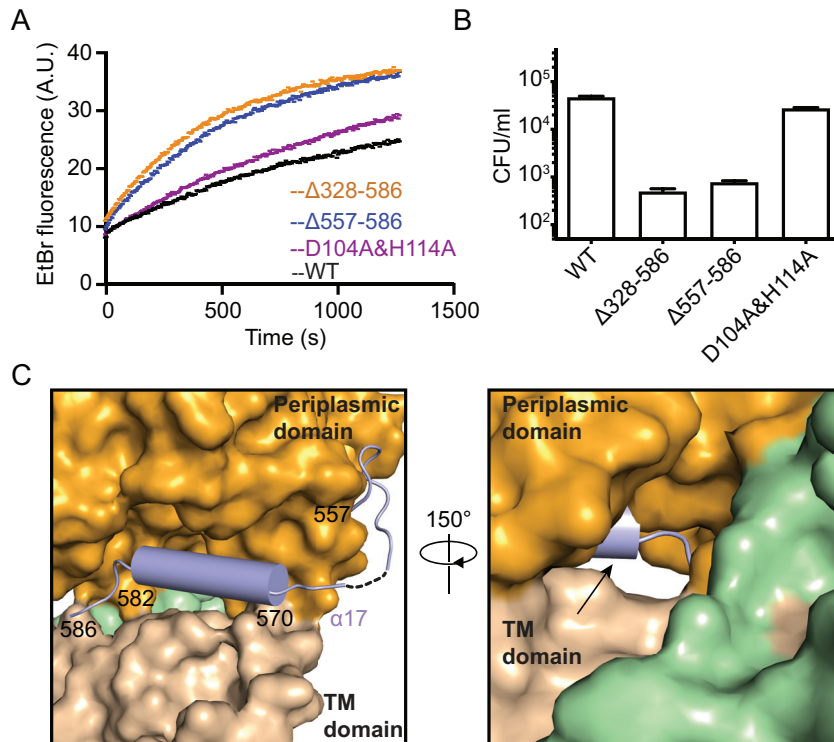 A
EtBr fluorescence (A.U.)
40
30
20
10
0
0
500
1000
1500
Time (s)
--Δ328-586
--Δ557-586
--D104A&H114A
--WT
B
CFU/ml
10⁵
10⁴
10³
10²
WT
Δ328-586
Δ557-586
D104A&H114A
C
Periplasmic
domain
557
582
586
570
α17
TM
domain
150°
Periplasmic
domain
TM
domain